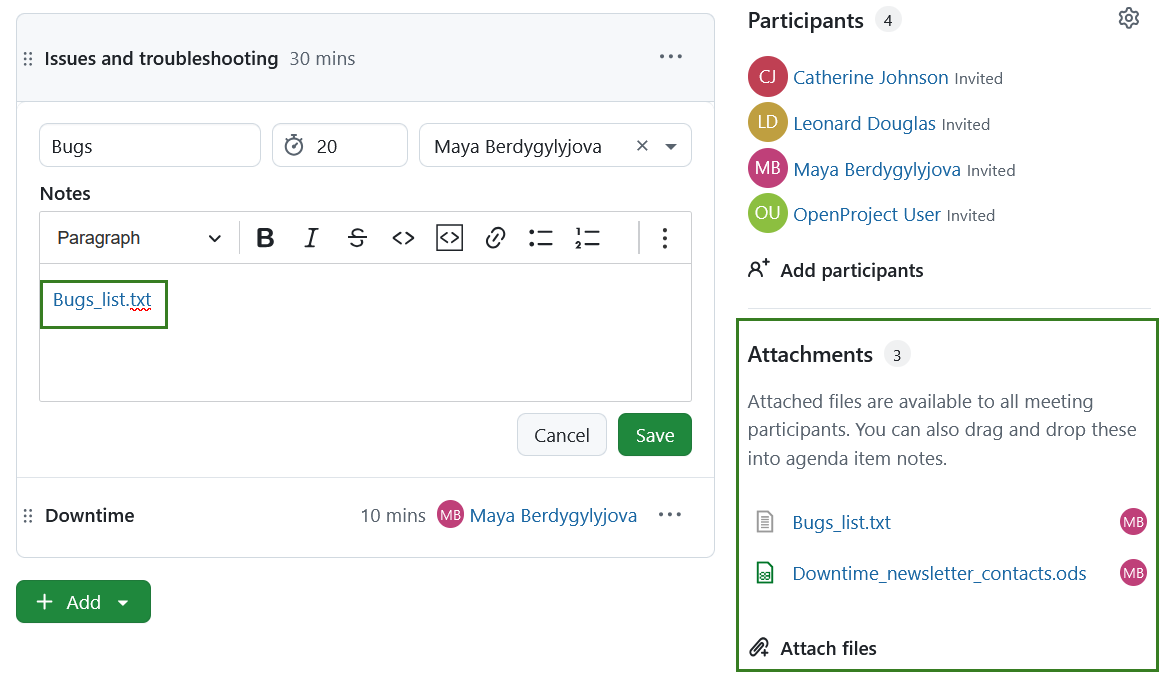 Issues and troubleshooting 30 mins
Bugs
20
Maya Berdygylyjova
Notes
Paragraph
Bugs_list.txt
Cancel
Save
Downtime
10 mins MB Maya Berdygylyjova
Add
Participants 4
CJ Catherine Johnson Invited
LD Leonard Douglas Invited
MB Maya Berdygylyjova Invited
OU OpenProject User Invited
Add participants
Attachments 3
Attached files are available to all meeting
participants. You can also drag and drop these
into agenda item notes.
Bugs_list.txt MB
Downtime_newsletter_contacts.ods MB
Attach files